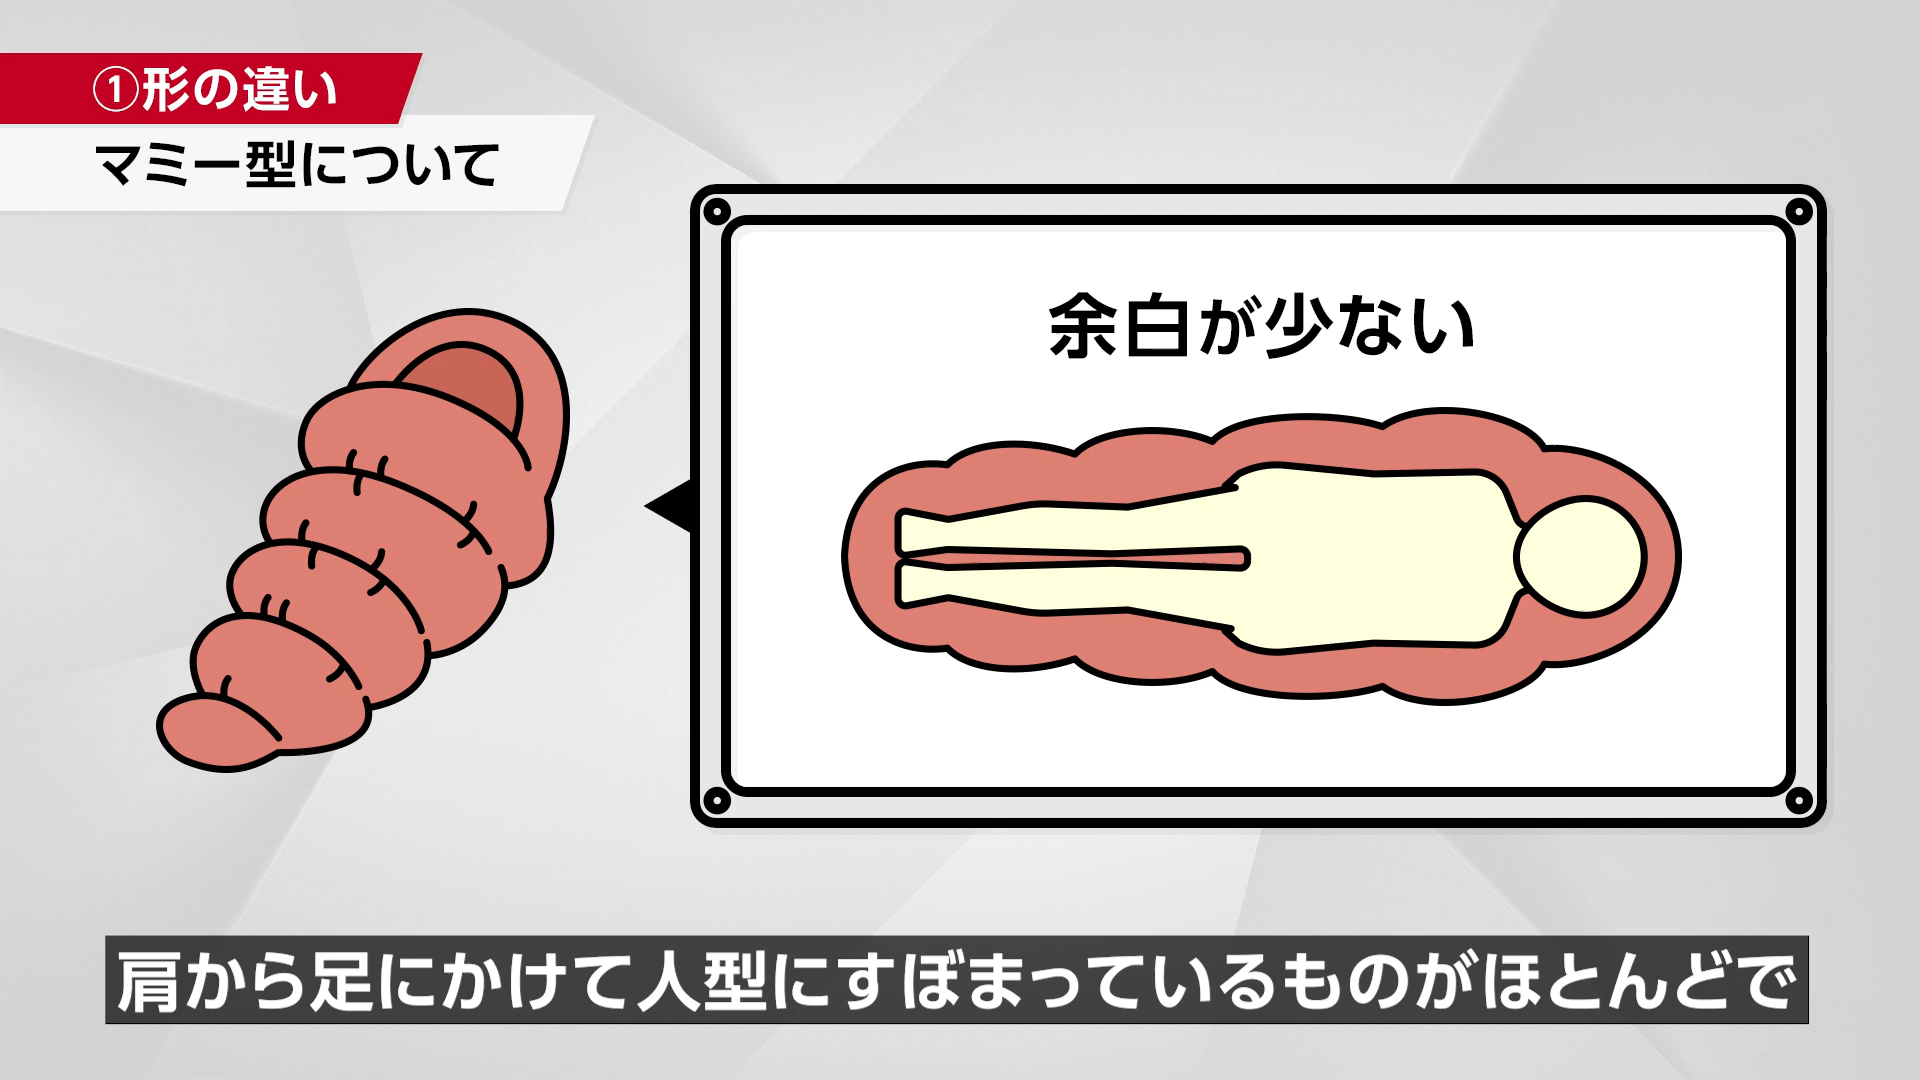 ①形の違い
マミー型について
余白が少ない
肩から足にかけて人型にすぼまっているものがほとんどで